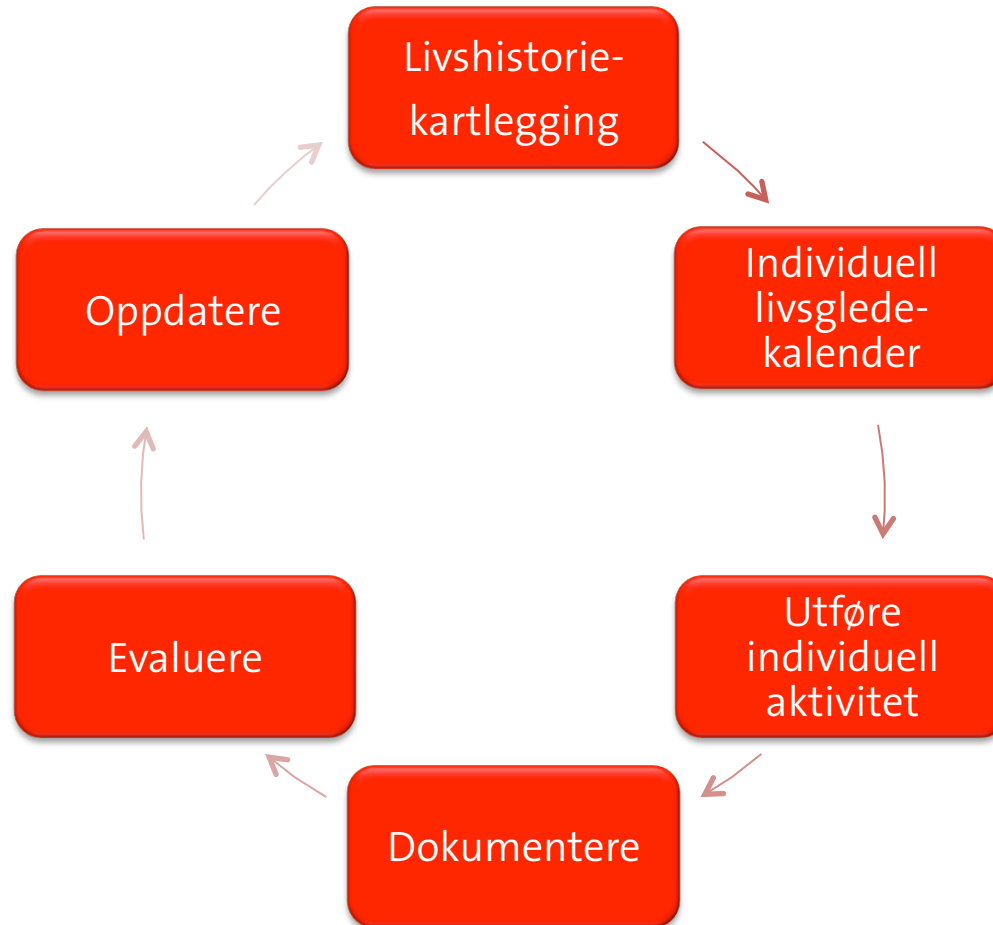 Livshistorie-
kartlegging
Individuell
livsglede-
kalender
Utføre
individuell
aktivitet
Dokumentere
Evaluere
Oppdatere